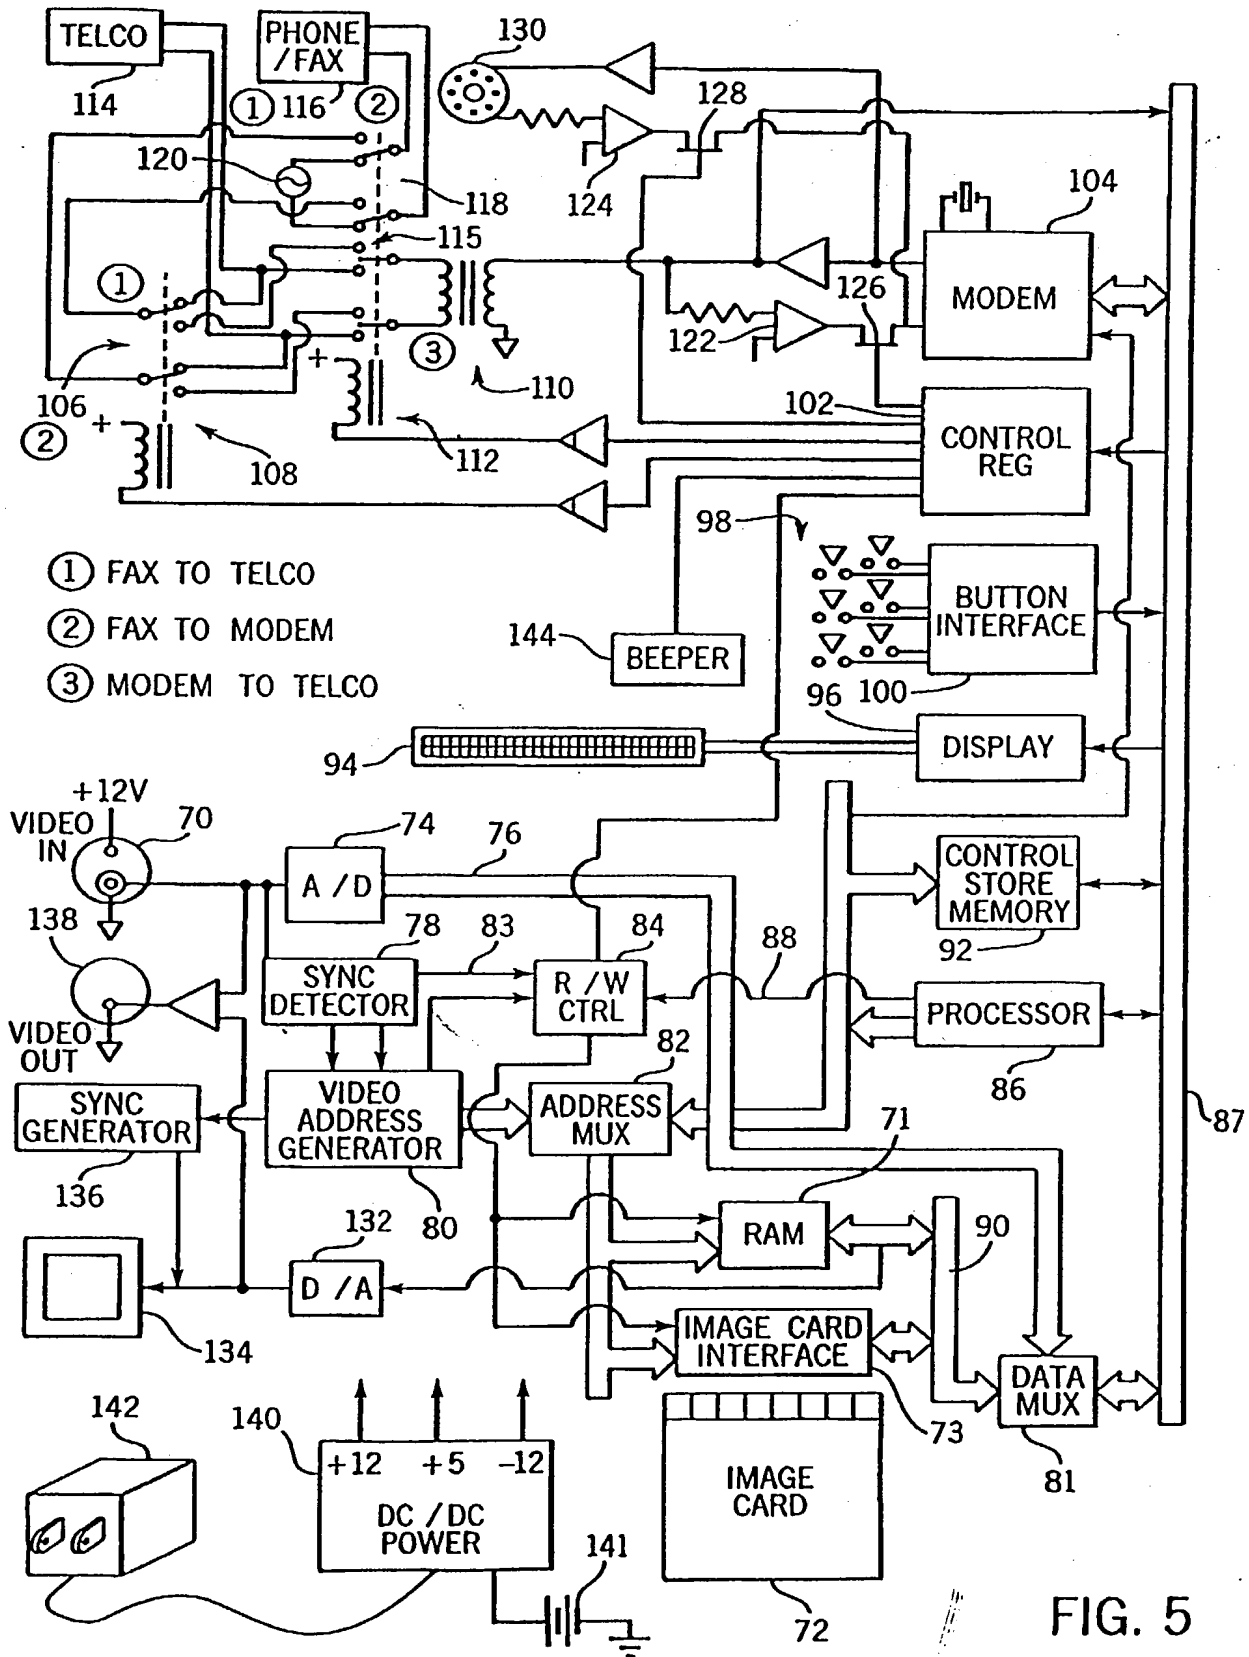 TELCO
114
PHONE
/FAX
① 116 ②
130
128
120
118
124
104
115
MODEM
①
126
122
③
106
110
102
②
+
+
108
112
CONTROL
REG
98
① FAX TO TELCO
② FAX TO MODEM
③ MODEM TO TELCO
BUTTON
INTERFACE
144
BEEPER
100
96
94
DISPLAY
+12V
VIDEO
IN
70
74
76
A/D
CONTROL
STORE
MEMORY
92
138
78
83
84
88
SYNC
DETECTOR
R/W
CTRL
PROCESSOR
86
VIDEO
OUT
82
87
SYNC
GENERATOR
VIDEO
ADDRESS
GENERATOR
ADDRESS
MUX
71
136
80
132
RAM
90
D/A
134
IMAGE CARD
INTERFACE
DATA
MUX
73
81
142
140
+12 +5 -12
DC/DC
POWER
IMAGE
CARD
141
72
FIG. 5